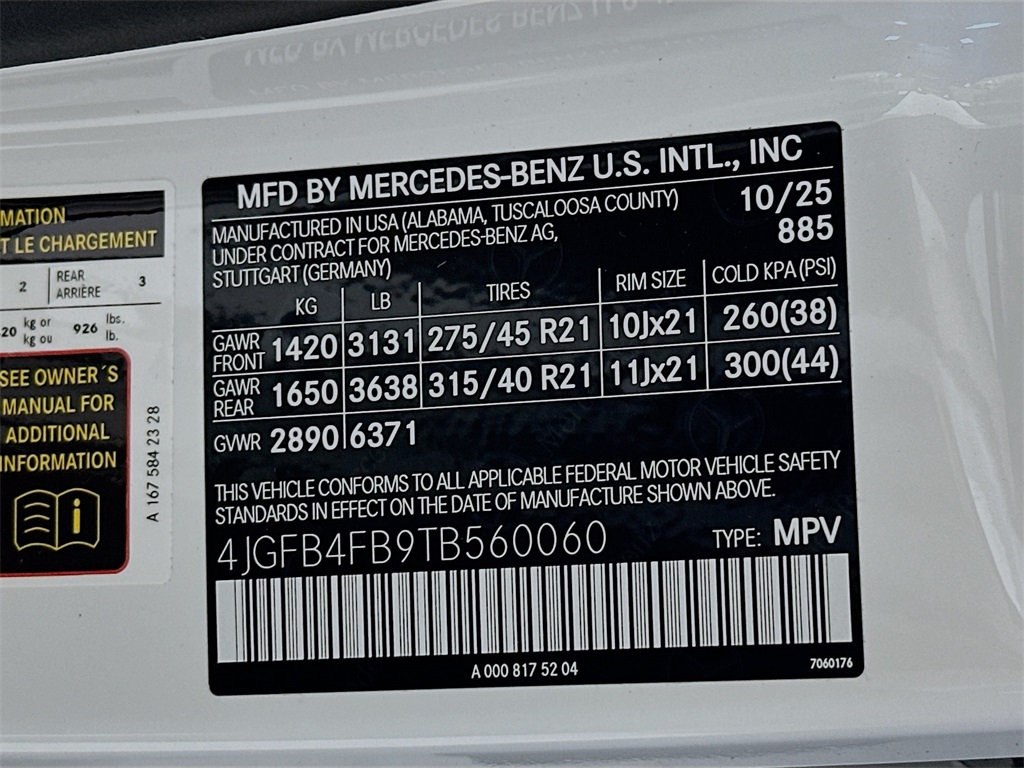 MFD BY MERCEDES-BENZ U.S. INTL., INC
MANUFACTURED IN USA (ALABAMA, TUSCALOOSA COUNTY) 10/25
UNDER CONTRACT FOR MERCEDES-BENZ AG, 885
STUTTGART (GERMANY)
KG LB TIRES RIM SIZE COLD KPA (PSI)
GAWR FRONT 1420 3131 275/45 R21 10Jx21 260(38)
GAWR REAR 1650 3638 315/40 R21 11Jx21 300(44)
GVWR 2890 6371
THIS VEHICLE CONFORMS TO ALL APPLICABLE FEDERAL MOTOR VEHICLE SAFETY
STANDARDS IN EFFECT ON THE DATE OF MANUFACTURE SHOWN ABOVE.
4JGFB4FB9TB560060 TYPE: MPV
A 000 817 52 04 7060176
MATION
T LE CHARGEMENT
2 REAR ARRIÈRE 3
20 kg or kg ou 926 lbs. lb.
SEE OWNER´S
MANUAL FOR
ADDITIONAL
INFORMATION
i
A 167 584 23 28